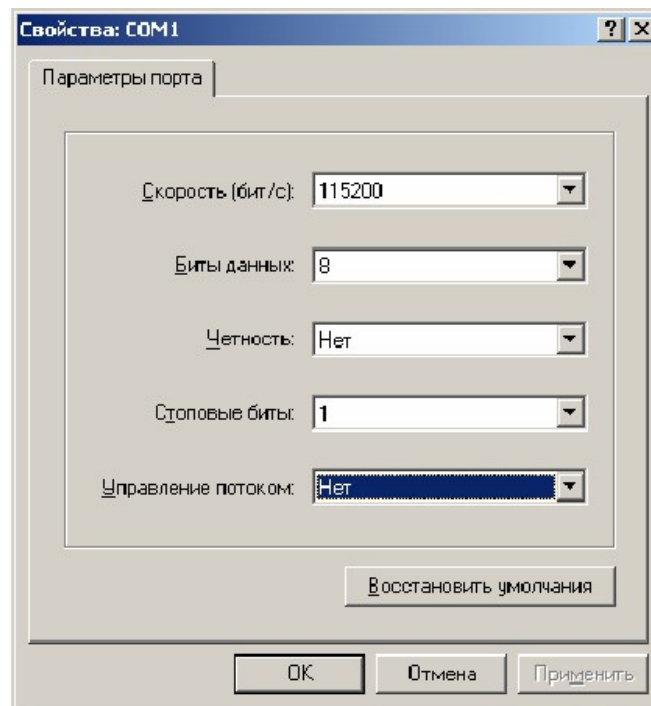 Свойства: COM1
Параметры порта
Скорость (бит/с): 115200
Биты данных: 8
Четность: Нет
Стоповые биты: 1
Управление потоком: Нет
Восстановить умолчания
OK Отмена Применить